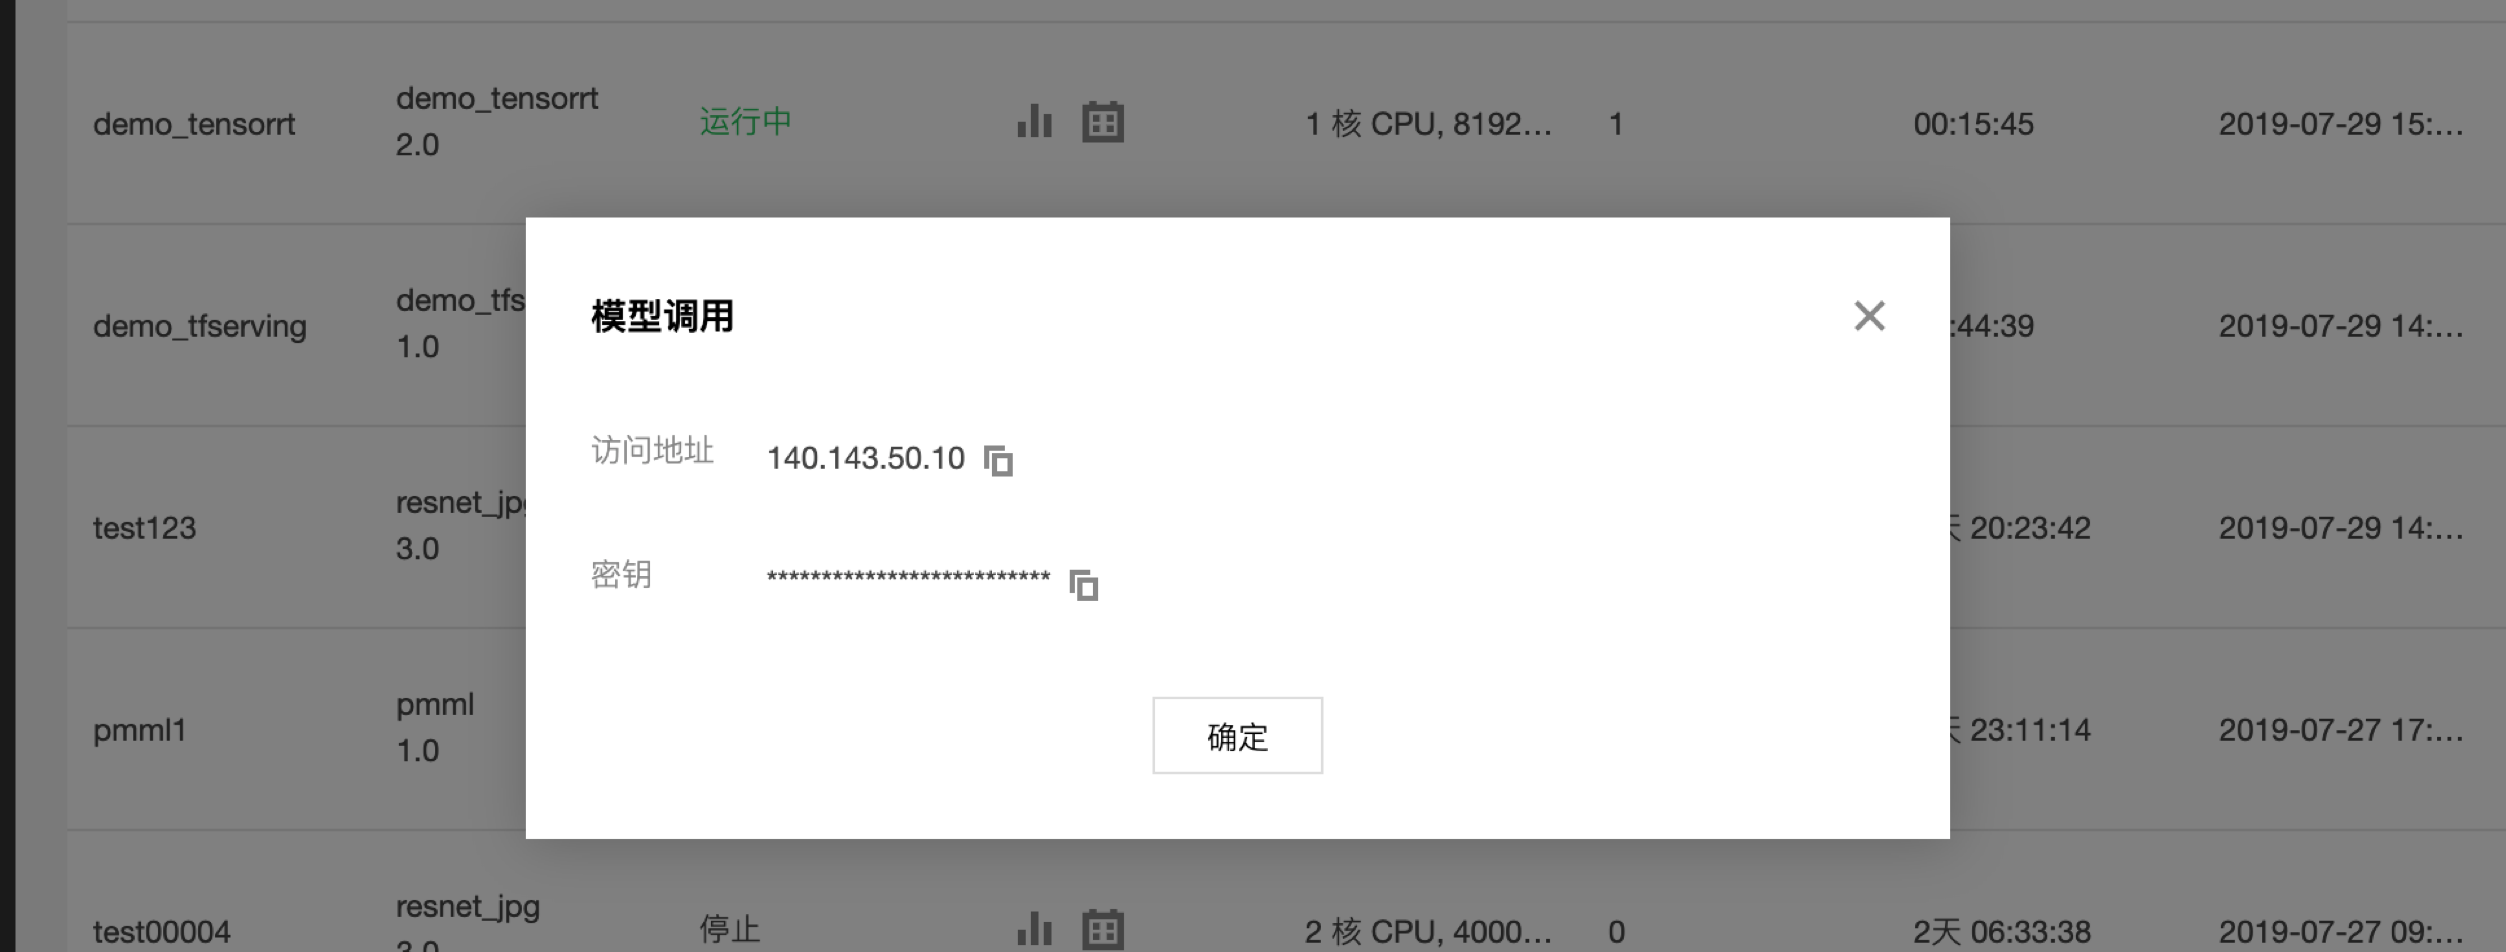 demo_tensorrt demo_tensorrt 2.0 运行中 1 核 CPU, 8192... 1 00:15:45 2019-07-29 15:...
模型调用
demo_tfserving demo_tfs 1.0 :44:39 2019-07-29 14:...
访问地址 140.143.50.10
test123 resnet_jp 3.0 20:23:42 2019-07-29 14:...
密钥 **************************
pmml1 pmml 1.0 23:11:14 2019-07-27 17:...
确定
test00004 resnet_jpg 3.0 停止 2 核 CPU, 4000... 0 2天 06:33:38 2019-07-27 09:...